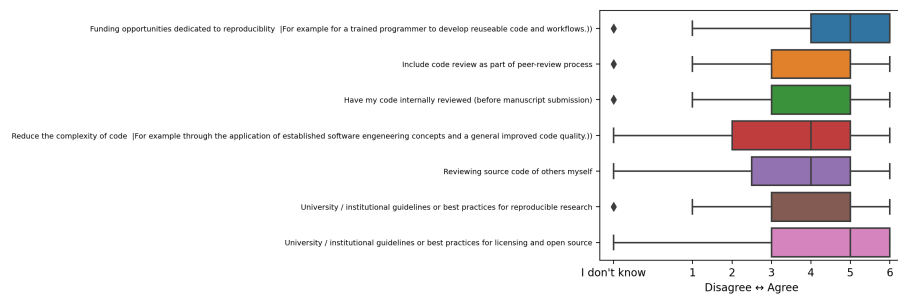 Funding opportunities dedicated to reproduciblity  |For example for a trained programmer to develop reuseable code and workflows.))
Include code review as part of peer-review process
Have my code internally reviewed (before manuscript submission)
Reduce the complexity of code  |For example through the application of established software engeneering concepts and a general improved code quality.))
Reviewing source code of others myself
University / institutional guidelines or best practices for reproducible research
University / institutional guidelines or best practices for licensing and open source
I don't know 1 2 3 4 5 6
Disagree ↔ Agree